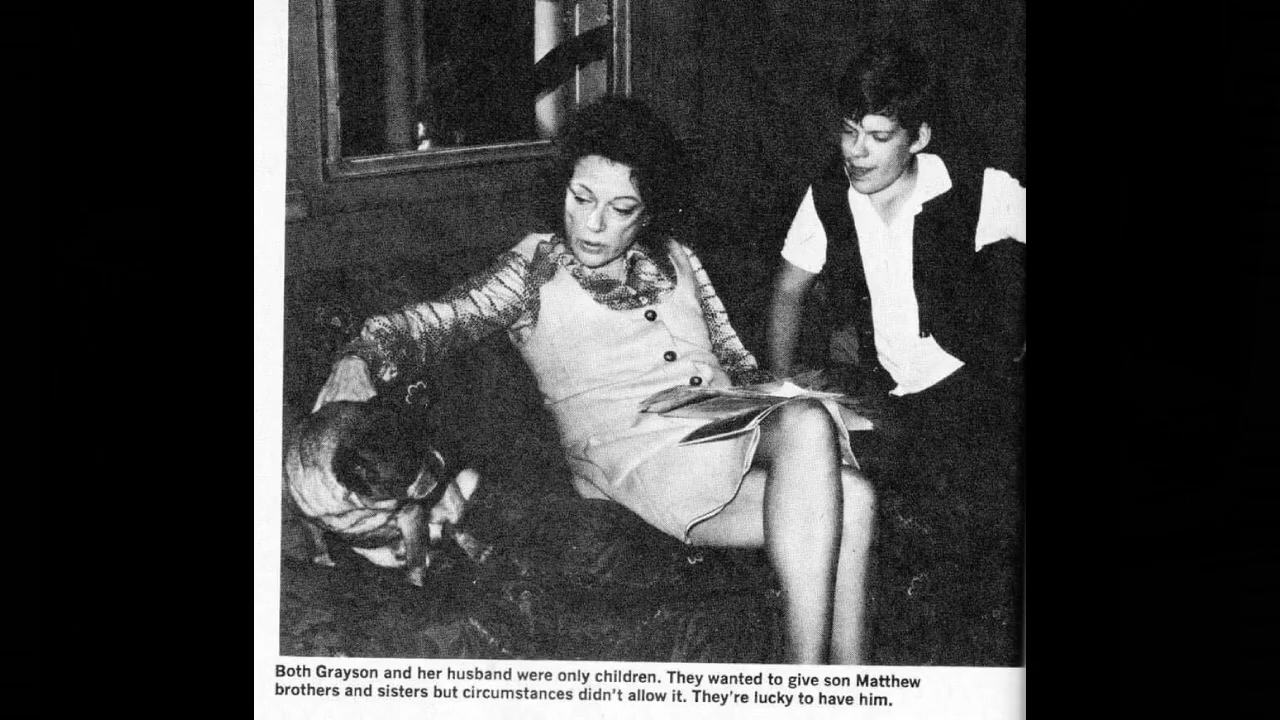 Both Grayson and her husband were only children. They wanted to give son Matthew
brothers and sisters but circumstances didn't allow it. They're lucky to have him.